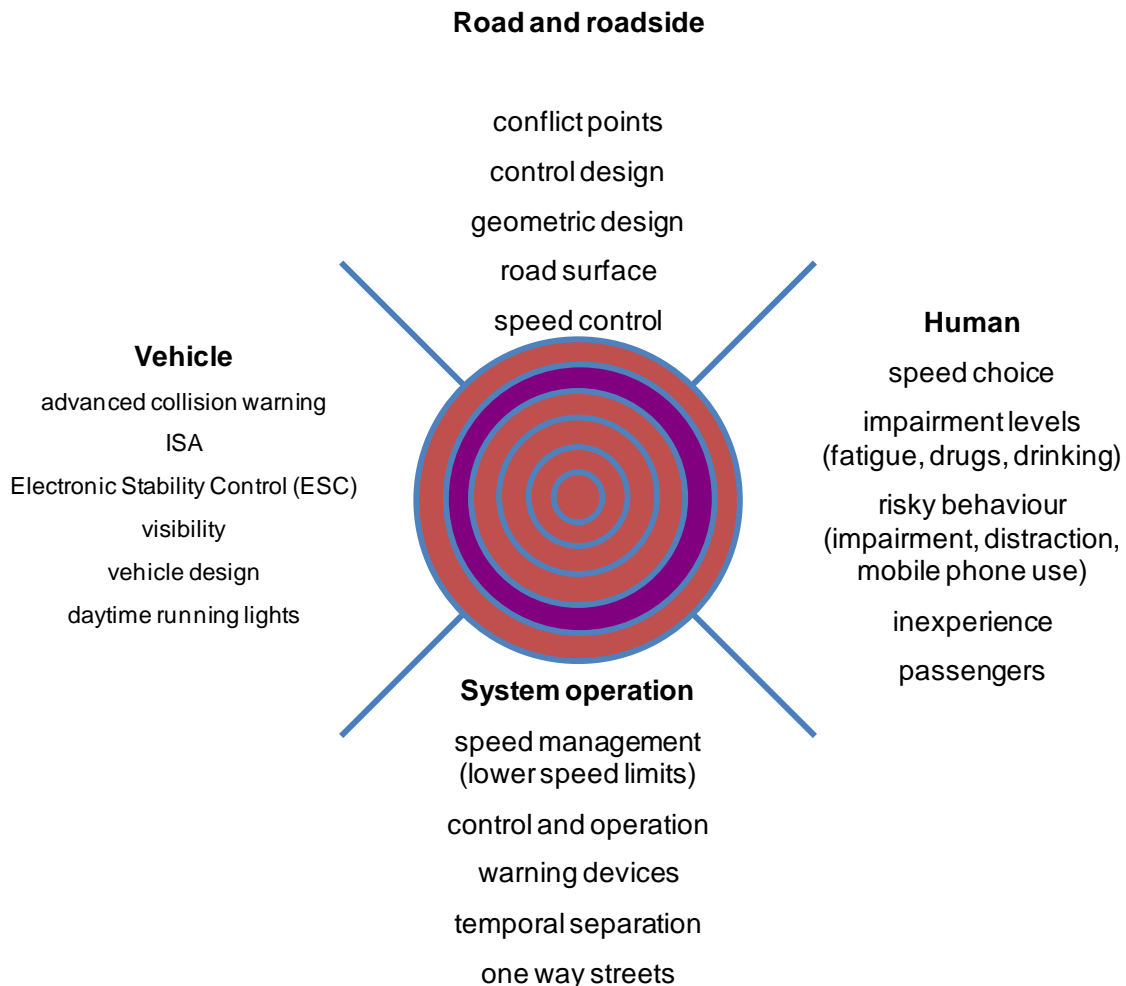 Road and roadside
conflict points
control design
geometric design
road surface
speed control
Vehicle
advanced collision warning
ISA
Electronic Stability Control (ESC)
visibility
vehicle design
daytime running lights
Human
speed choice
impairment levels
(fatigue, drugs, drinking)
risky behaviour
(impairment, distraction,
mobile phone use)
inexperience
passengers
System operation
speed management
(lower speed limits)
control and operation
warning devices
temporal separation
one way streets